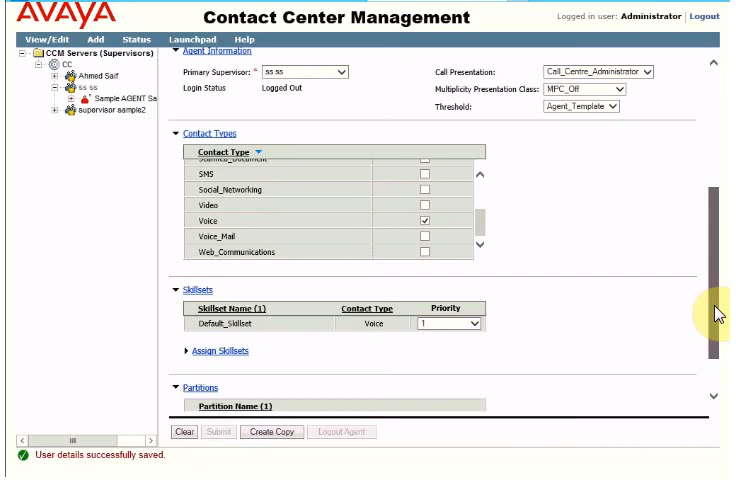 AVAYA
Contact Center Management
Logged in user: Administrator | Logout
View/Edit Add Status Launchpad Help
CCM Servers (Supervisors)
CC
Ahmed Saif
ss ss
Sample AGENT Sa
supervisor sample2
Agent Information
Primary Supervisor: * ss ss
Call Presentation: Call_Centre_Administrator
Login Status Logged Out
Multiplicity Presentation Class: MPC_Off
Threshold: Agent_Template
Contact Types
Contact Type
Scanned_Document
SMS
Social_Networking
Video
Voice
Voice_Mail
Web_Communications
Skillsets
Skillset Name (1) Contact Type Priority
Default_Skillset Voice 1
Assign Skillsets
Partitions
Partition Name (1)
Clear Submit Create Copy Logout Agent
User details successfully saved.